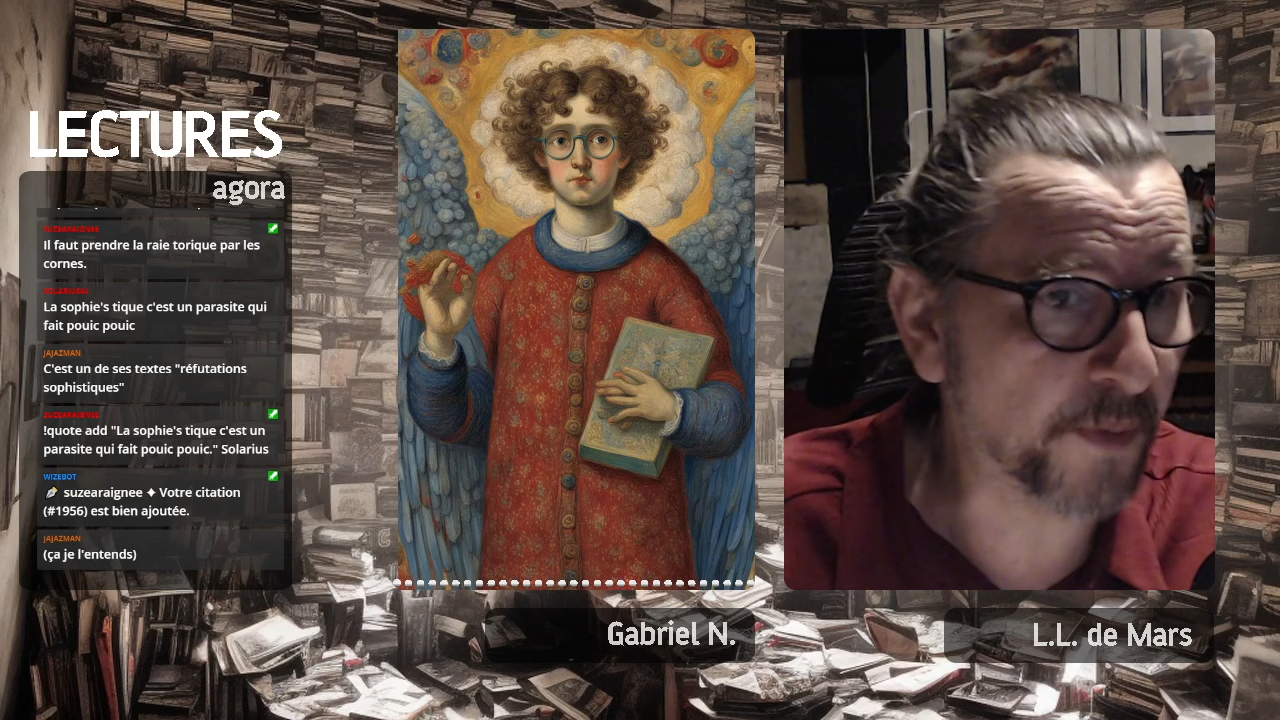 LECTURES
agora
SUZEARAIGNEE
Il faut prendre la raie torique par les
cornes.
La sophie's tique c'est un parasite qui
fait pouic pouic
JAJAZMAN
C'est un de ses textes "réfutations
sophistiques"
SUZEARAIGNEE
!quote add "La sophie's tique c'est un
parasite qui fait pouic pouic." Solarius
WIZEBOT
suzearaignee ✦ Votre citation
(#1956) est bien ajoutée.
JAJAZMAN
(ça je l'entends)
Gabriel N.
L.L. de Mars